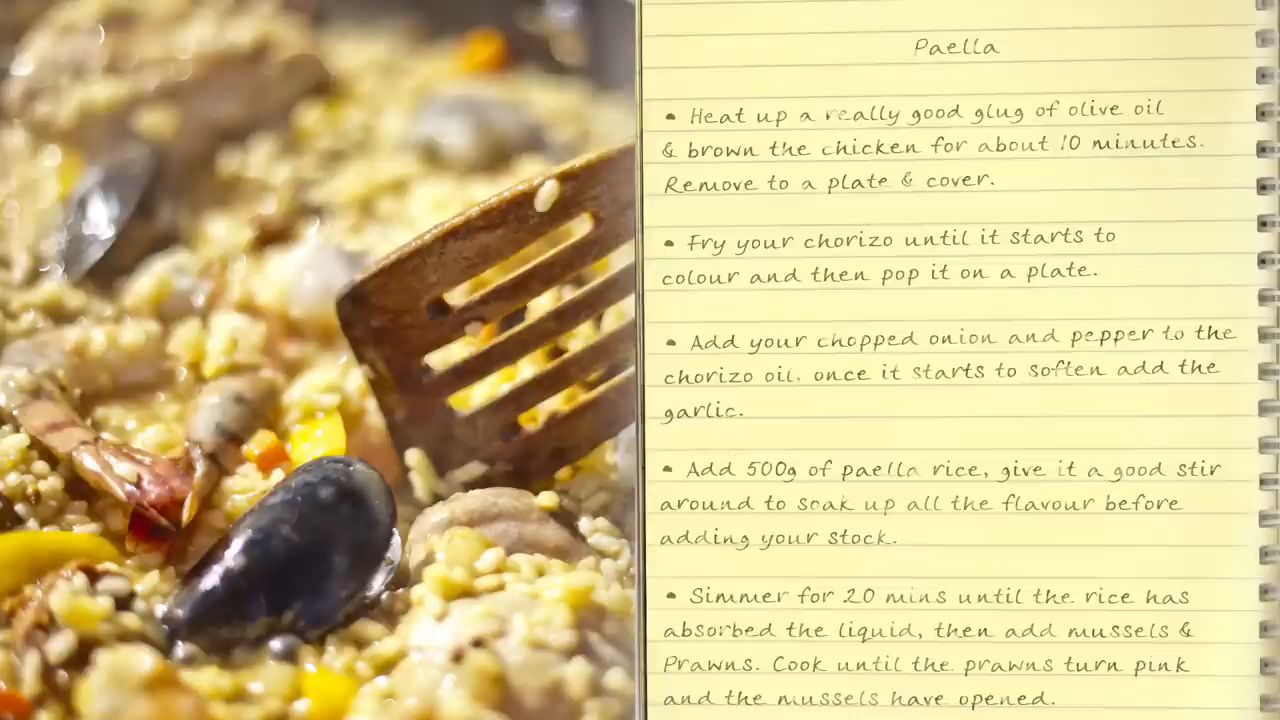 Paella
• Heat up a really good glug of olive oil
& brown the chicken for about 10 minutes.
Remove to a plate & cover.
• Fry your chorizo until it starts to
colour and then pop it on a plate.
• Add your chopped onion and pepper to the
chorizo oil, once it starts to soften add the
garlic.
• Add 500g of paella rice, give it a good stir
around to soak up all the flavour before
adding your stock.
• Simmer for 20 mins until the rice has
absorbed the liquid, then add mussels &
Prawns. Cook until the prawns turn pink
and the mussels have opened.